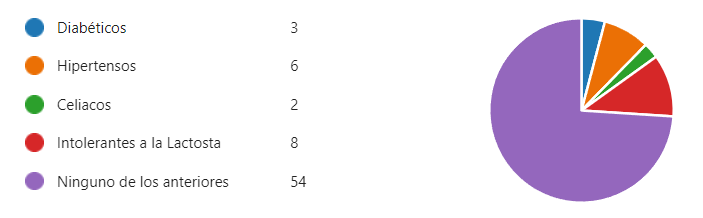 Diabéticos 3
Hipertensos 6
Celiacos 2
Intolerantes a la Lactosta 8
Ninguno de los anteriores 54